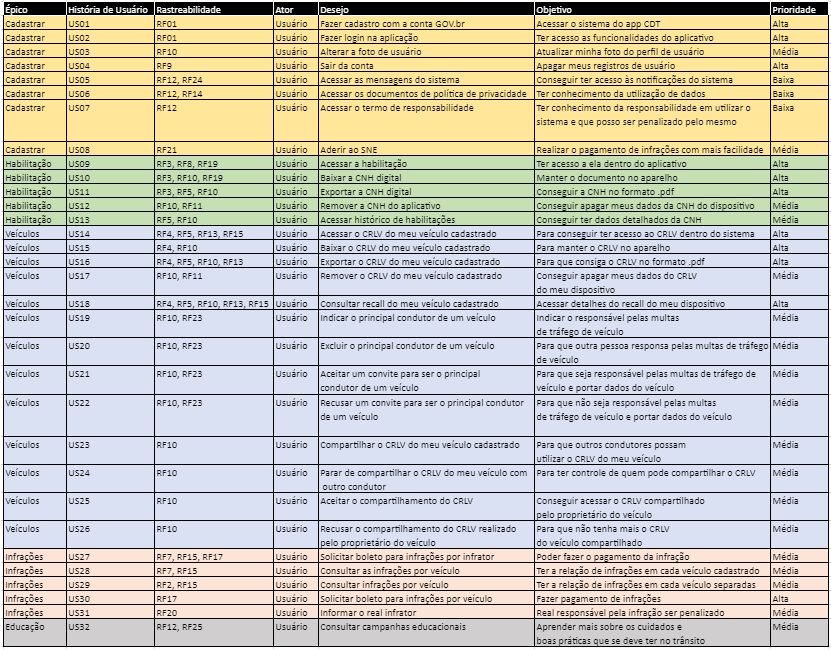 Épico História de Usuário Rastreabilidade Ator Desejo Objetivo Prioridade
Cadastrar US01 RF01 Usuário Fazer cadastro com a conta GOV.br Acessar o sistema do app CDT Alta
Cadastrar US02 RF01 Usuário Fazer login na aplicação Ter acesso as funcionalidades do aplicativo Alta
Cadastrar US03 RF10 Usuário Alterar a foto de usuário Atualizar minha foto do perfil de usuário Média
Cadastrar US04 RF9 Usuário Sair da conta Apagar meus registros de usuário Alta
Cadastrar US05 RF12, RF24 Usuário Acessar as mensagens do sistema Conseguir ter acesso às notificações do sistema Baixa
Cadastrar US06 RF12, RF14 Usuário Acessar os documentos de política de privacidade Ter conhecimento da utilização de dados Baixa
Cadastrar US07 RF12 Usuário Acessar o termo de responsabilidade Ter conhecimento da responsabilidade em utilizar o Baixa
sistema e que posso ser penalizado pelo mesmo
Cadastrar US08 RF21 Usuário Aderir ao SNE Realizar o pagamento de infrações com mais facilidade Média
Habilitação US09 RF3, RF8, RF19 Usuário Acessar a habilitação Ter acesso a ela dentro do aplicativo Alta
Habilitação US10 RF3, RF10, RF19 Usuário Baixar a CNH digital Manter o documento no aparelho Alta
Habilitação US11 RF3, RF5, RF10 Usuário Exportar a CNH digital Conseguir a CNH no formato .pdf Alta
Habilitação US12 RF10, RF11 Usuário Remover a CNH do aplicativo Conseguir apagar meus dados da CNH do dispositivo Média
Habilitação US13 RF5, RF10 Usuário Acessar histórico de habilitações Conseguir ter dados detalhados da CNH Média
Veículos US14 RF4, RF5, RF13, RF15 Usuário Acessar o CRLV do meu veículo cadastrado Para conseguir ter acesso ao CRLV dentro do sistema Alta
Veículos US15 RF4, RF10 Usuário Baixar o CRLV do meu veículo cadastrado Para manter o CRLV no aparelho Alta
Veículos US16 RF4, RF5, RF10, RF13 Usuário Exportar o CRLV do meu veículo cadastrado Para que consiga o CRLV no formato .pdf Alta
Veículos US17 RF10, RF11 Usuário Remover o CRLV do meu veículo cadastrado Conseguir apagar meus dados do CRLV Média
do meu dispositivo
Veículos US18 RF4, RF5, RF10, RF13, RF15 Usuário Consultar recall do meu veículo cadastrado Acessar detalhes do recall do meu dispositivo Alta
Veículos US19 RF10, RF23 Usuário Indicar o principal condutor de um veículo Indicar o responsável pelas multas Média
de tráfego de veículo
Veículos US20 RF10, RF23 Usuário Excluir o principal condutor de um veículo Para que outra pessoa responsa pelas multas de tráfego Média
de veículo
Veículos US21 RF10, RF23 Usuário Aceitar um convite para ser o principal Para que seja responsável pelas multas de tráfego de Média
condutor de um veículo veículo e portar dados do veículo
Veículos US22 RF10, RF23 Usuário Recusar um convite para ser o principal condutor Para que não seja responsável pelas multas Média
de um veículo de tráfego de veículo e portar dados do veículo
Veículos US23 RF10 Usuário Compartilhar o CRLV do meu veículo cadastrado Para que outros condutores possam Média
utilizar o CRLV do meu veículo
Veículos US24 RF10 Usuário Parar de compartilhar o CRLV do meu veículo com Para ter controle de quem pode compartilhar o CRLV Média
outro condutor
Veículos US25 RF10 Usuário Aceitar o compartilhamento do CRLV Conseguir acessar o CRLV compartilhado Média
pelo proprietário do veículo
Veículos US26 RF10 Usuário Recusar o compartilhamento do CRLV realizado Para que não tenha mais o CRLV Média
pelo proprietário do veículo do veículo compartilhado
Infrações US27 RF7, RF15, RF17 Usuário Solicitar boleto para infrações por infrator Poder fazer o pagamento da infração Média
Infrações US28 RF7, RF15 Usuário Consultar as infrações por veículo Ter a relação de infrações em cada veículo cadastrado Média
Infrações US29 RF2, RF15 Usuário Consultar infrações por veículo Ter a relação de infrações em cada veículo separadas Média
Infrações US30 RF17 Usuário Solicitar boleto para infrações por veículo Fazer pagamento de infrações Alta
Infrações US31 RF20 Usuário Informar o real infrator Real responsável pela infração ser penalizado Média
Educação US32 RF12, RF25 Usuário Consultar campanhas educacionais Aprender mais sobre os cuidados e Média
boas práticas que se deve ter no trânsito